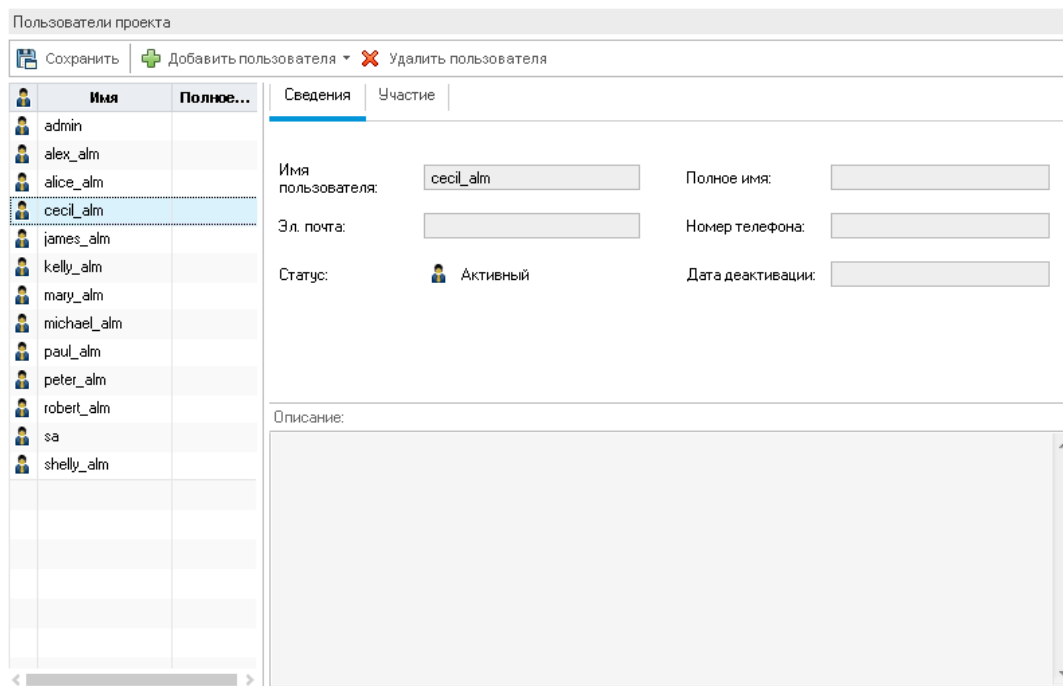 Пользователи проекта
Сохранить Добавить пользователя Удалить пользователя
Имя Полное...
admin
alex_alm
alice_alm
cecil_alm
james_alm
kelly_alm
mary_alm
michael_alm
paul_alm
peter_alm
robert_alm
sa
shelly_alm
Сведения Участие
Имя пользователя: cecil_alm Полное имя:
Эл. почта: Номер телефона:
Статус: Активный Дата деактивации:
Описание: